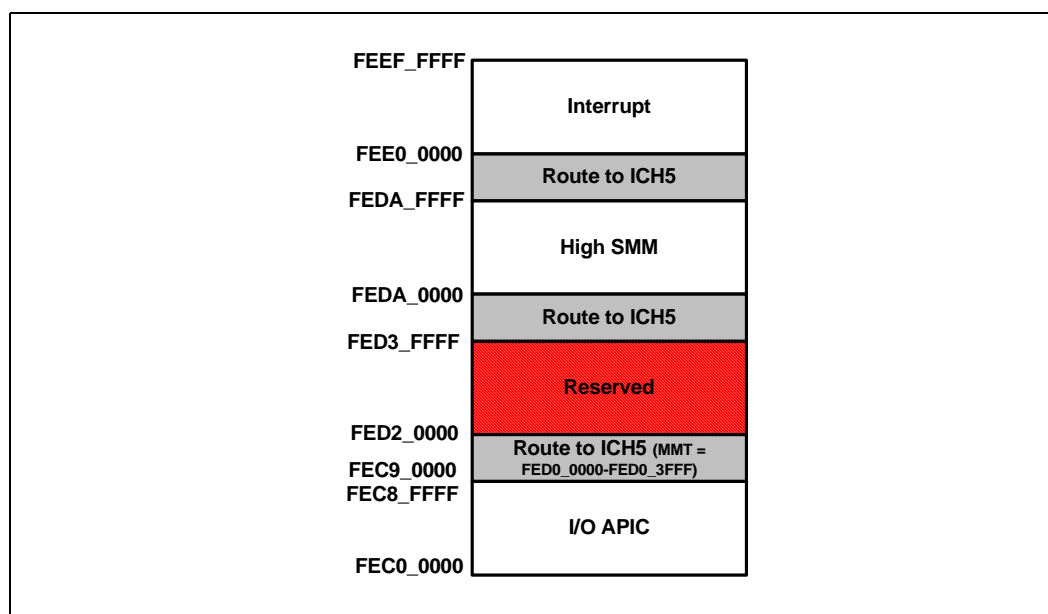 FEEF_FFFF
Interrupt
FEE0_0000
Route to ICH5
FEDA_FFFF
High SMM
FEDA_0000
Route to ICH5
FED3_FFFF
Reserved
FED2_0000
Route to ICH5 (MMT =
FED0_0000-FED0_3FFF)
FEC9_0000
FEC8_FFFF
I/O APIC
FEC0_0000